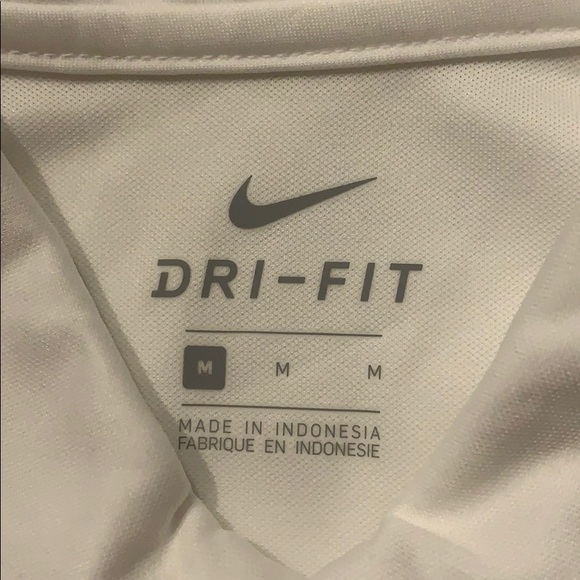 DRI-FIT
M M M
MADE IN INDONESIA
FABRIQUE EN INDONESIE